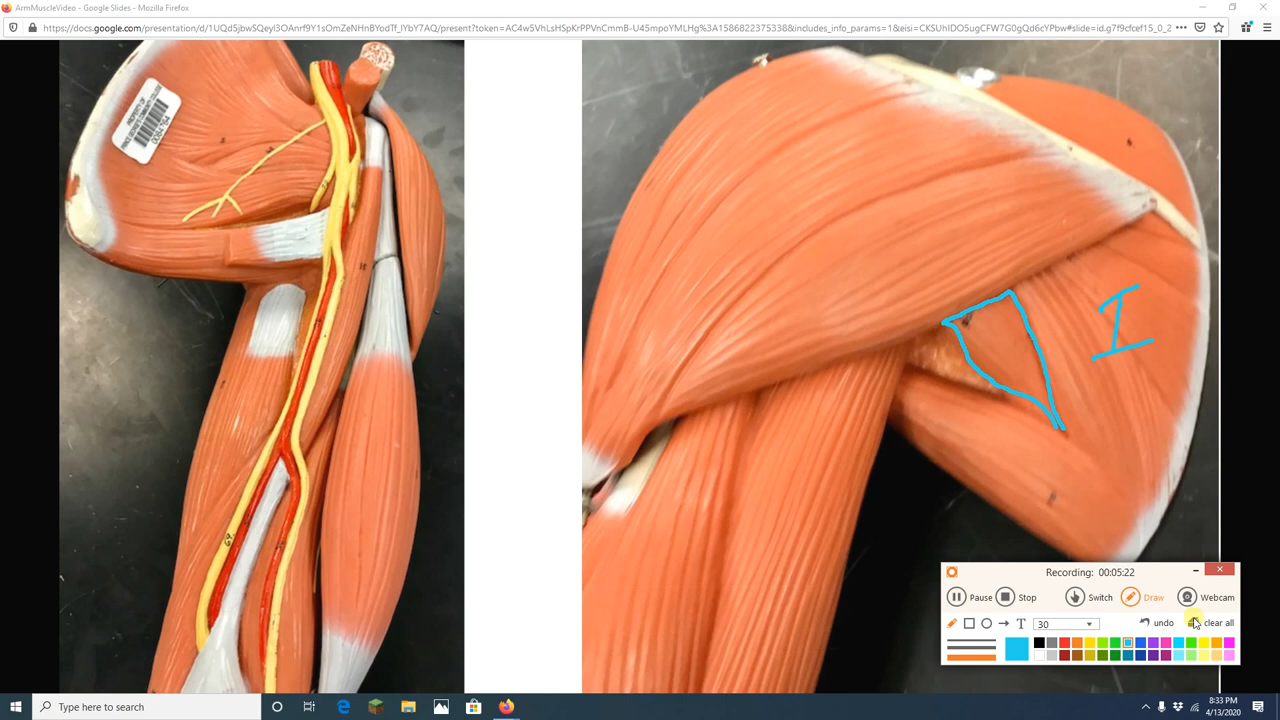 ArmMuscleVideo - Google Slides - Mozilla Firefox
https://docs.google.com/presentation/d/1UQd5jbwSQeyl3OAnrf9Y1sOmZeNHnBYodTf_lYbY7AQ/present?token=AC4w5VhLsHSpKrPPVnCmmB-U45mpoYMLHg%3A1586822375338&includes_info_params=1&eisi=CKSUhIDO5ugCFW7G0gQd6cYPbw#slide=id.g7f9cfcef15_0_2
I
Recording: 00:05:22
Pause Stop Switch Draw Webcam
T 30 undo clear all
Type here to search
8:33 PM
4/13/2020